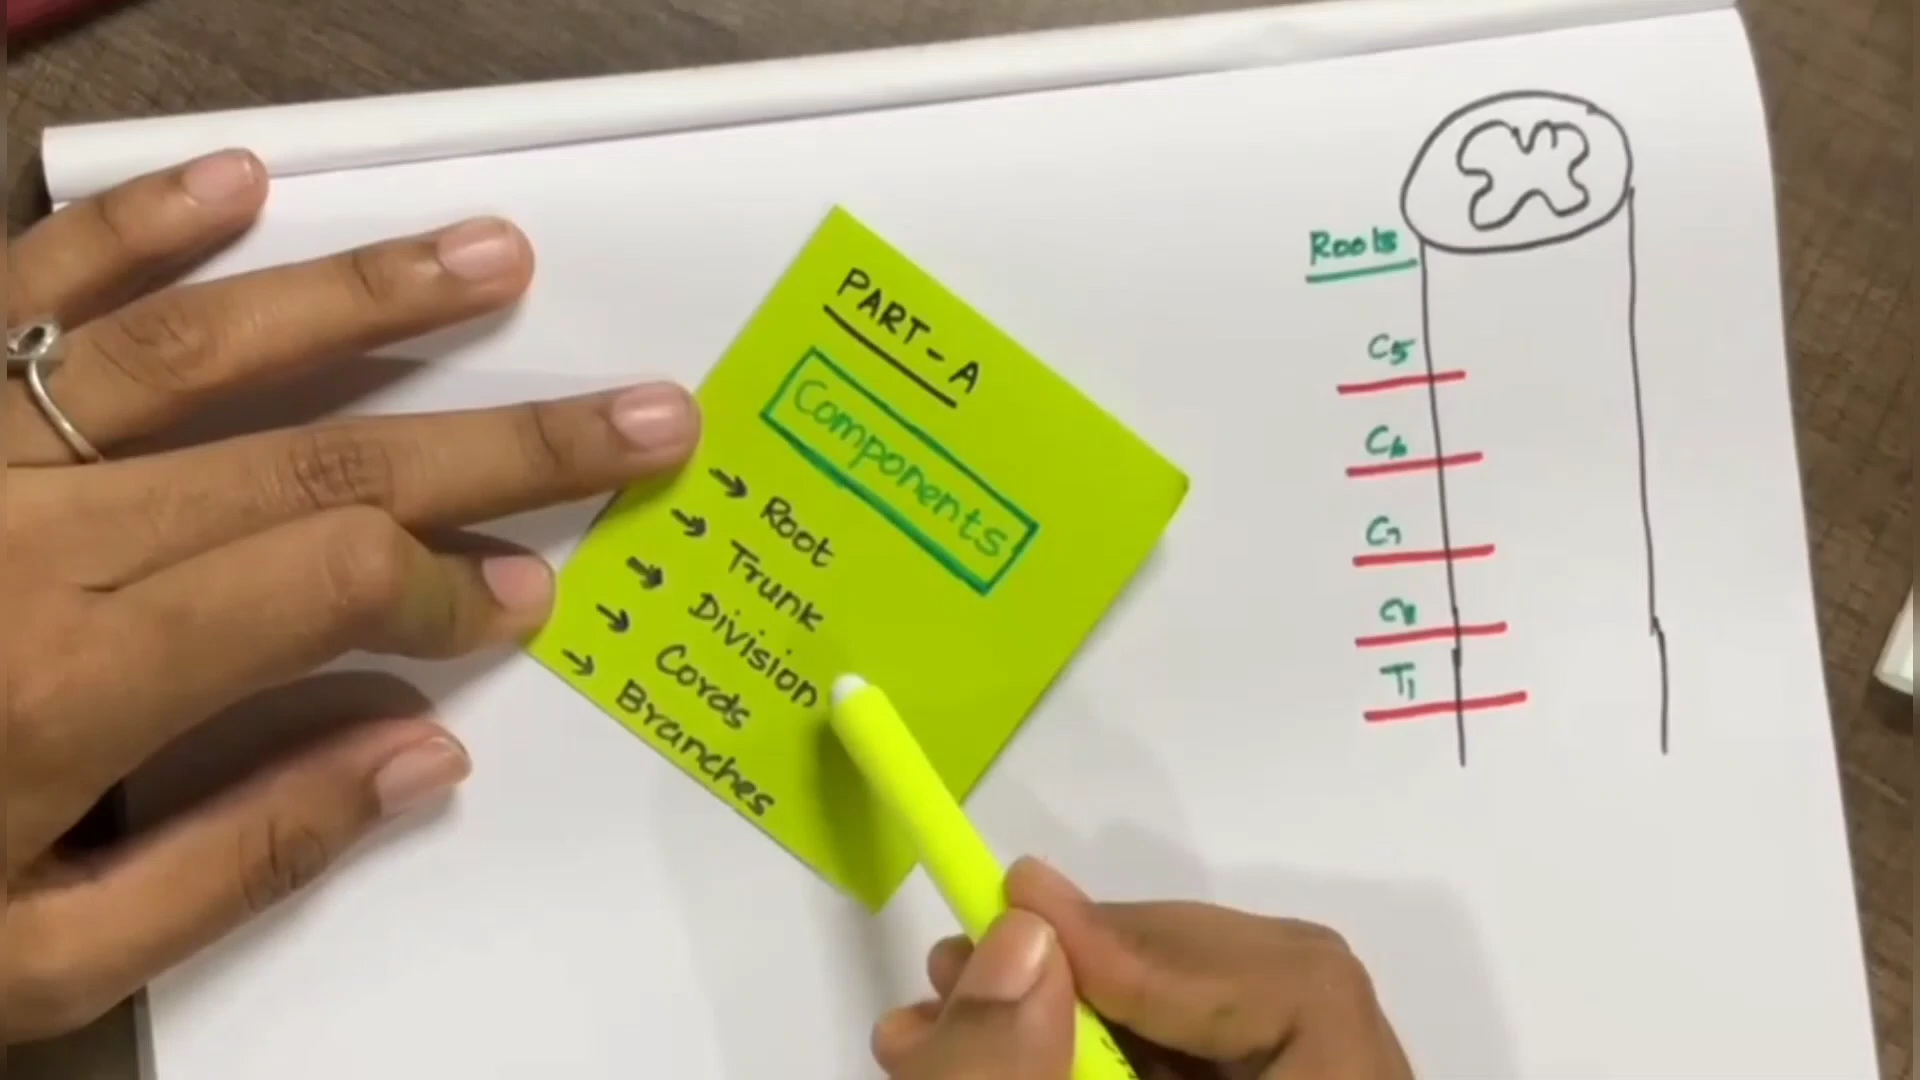 PART-A
Components
→ Root
→ Trunk
→ Division
→ Cords
→ Branches
Roots
C5
C6
C7
C8
T1